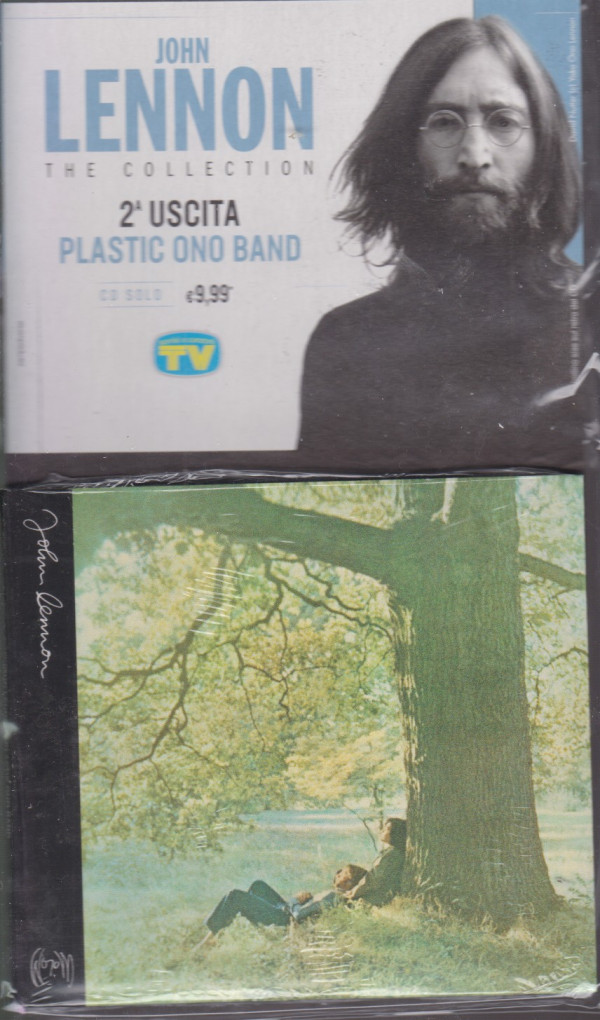 JOHN
LENNON
THE COLLECTION
2ª USCITA
PLASTIC ONO BAND
CD SOLO €9,99*
TV
John Lennon